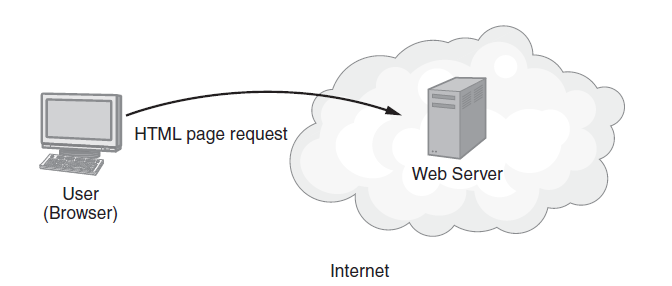 HTML page request
Web Server
User
(Browser)
Internet